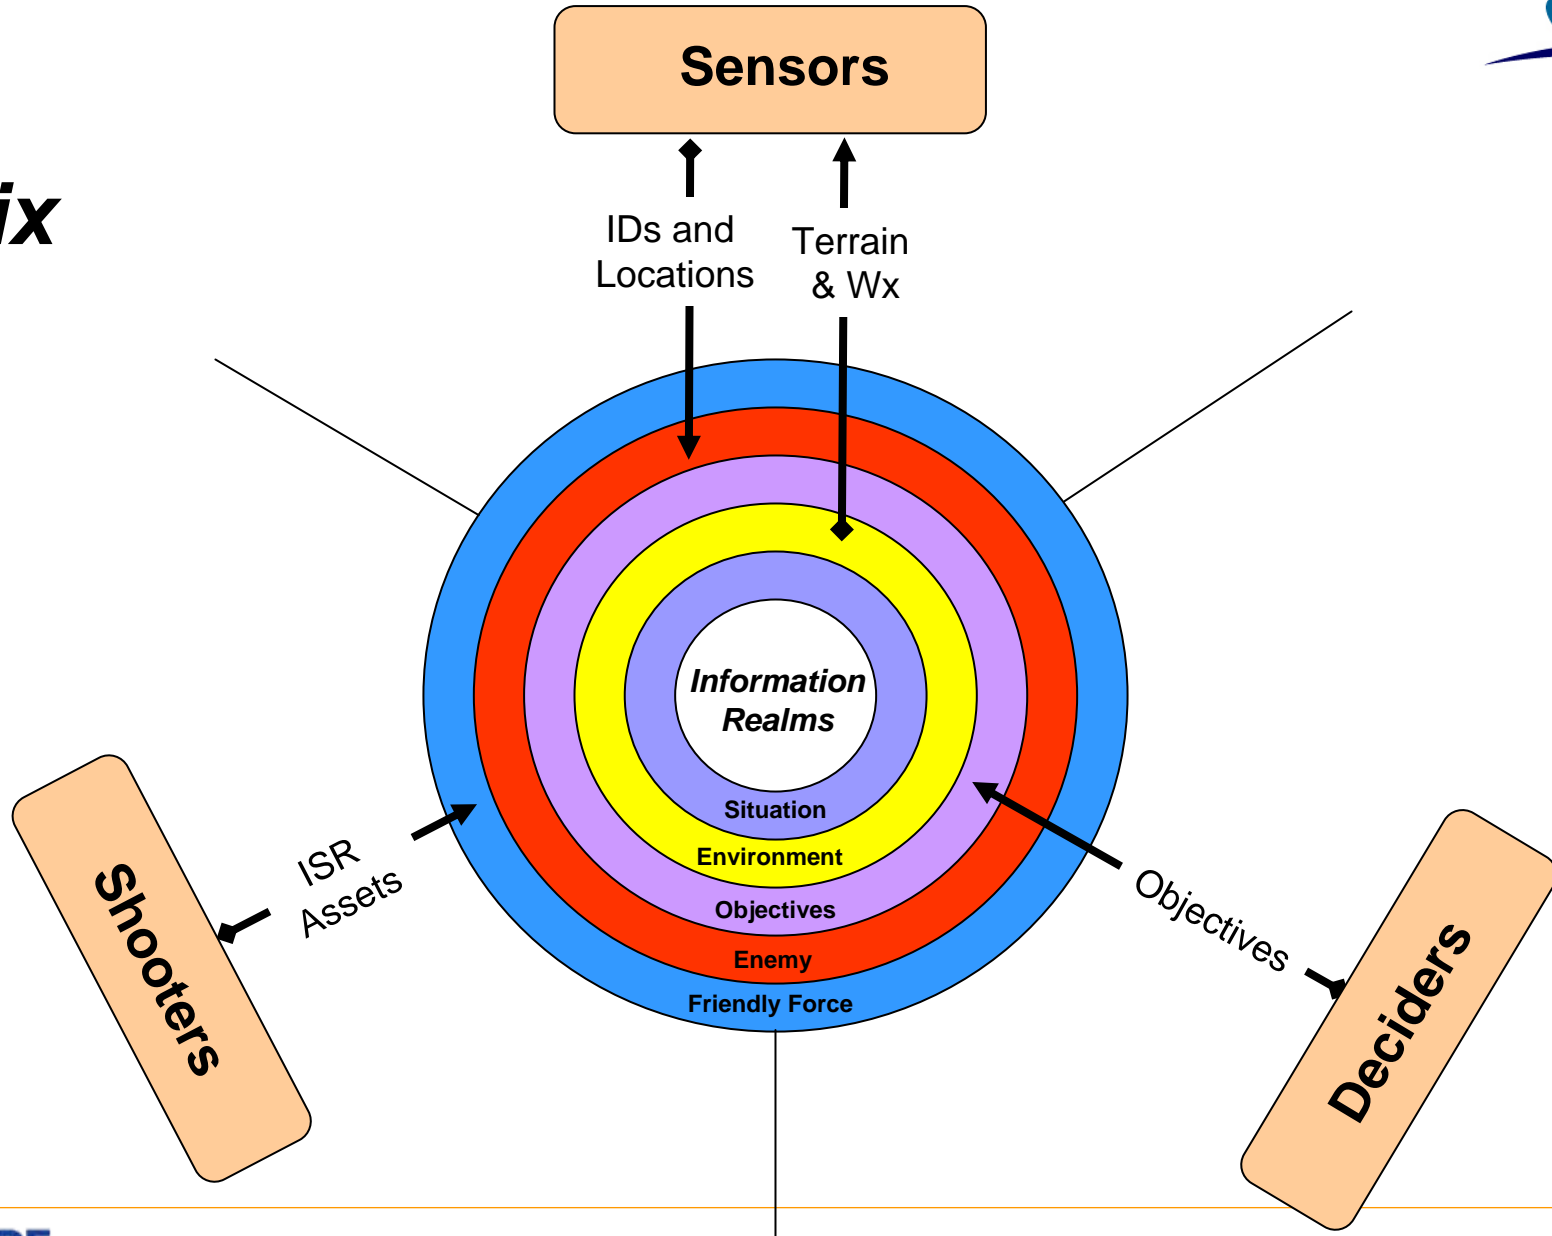 Sensors
ix
IDs and
Locations
Terrain
& Wx
Information
Realms
Situation
Environment
Objectives
Enemy
Friendly Force
ISR
Assets
Shooters
Objectives
Deciders